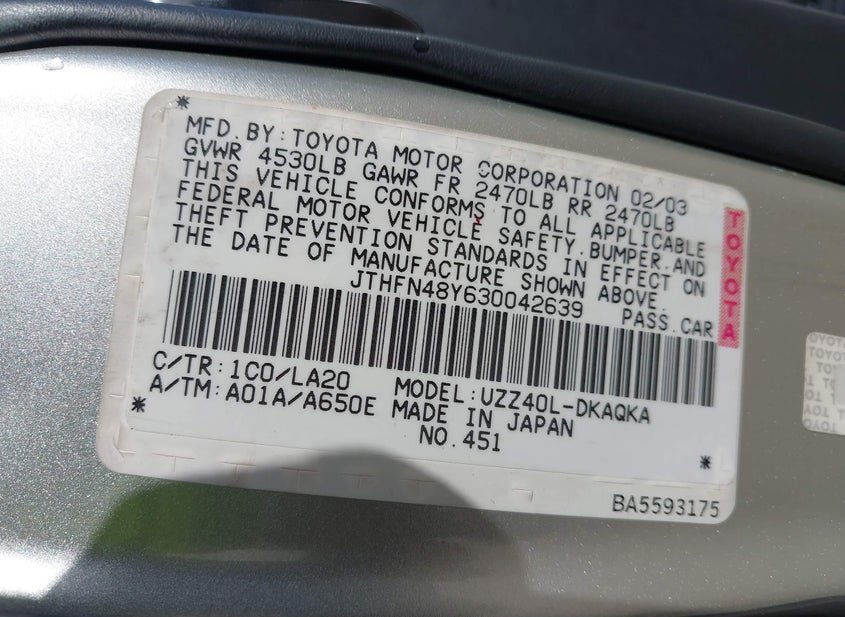 *
MFD.BY:TOYOTA MOTOR CORPORATION 02/03
GVWR 4530LB GAWR FR 2470LB RR 2470LB
THIS VEHICLE CONFORMS TO ALL APPLICABLE
FEDERAL MOTOR VEHICLE SAFETY,BUMPER,AND
THEFT PREVENTION STANDARDS IN EFFECT ON
THE DATE OF MANUFACTURE SHOWN ABOVE.
JTHFN48Y630042639 PASS.CAR
TOYOTA
C/TR:1C0/LA20 MODEL:UZZ40L-DKAQKA
A/TM:A01A/A650E MADE IN JAPAN
* NO.451 *
BA5593175